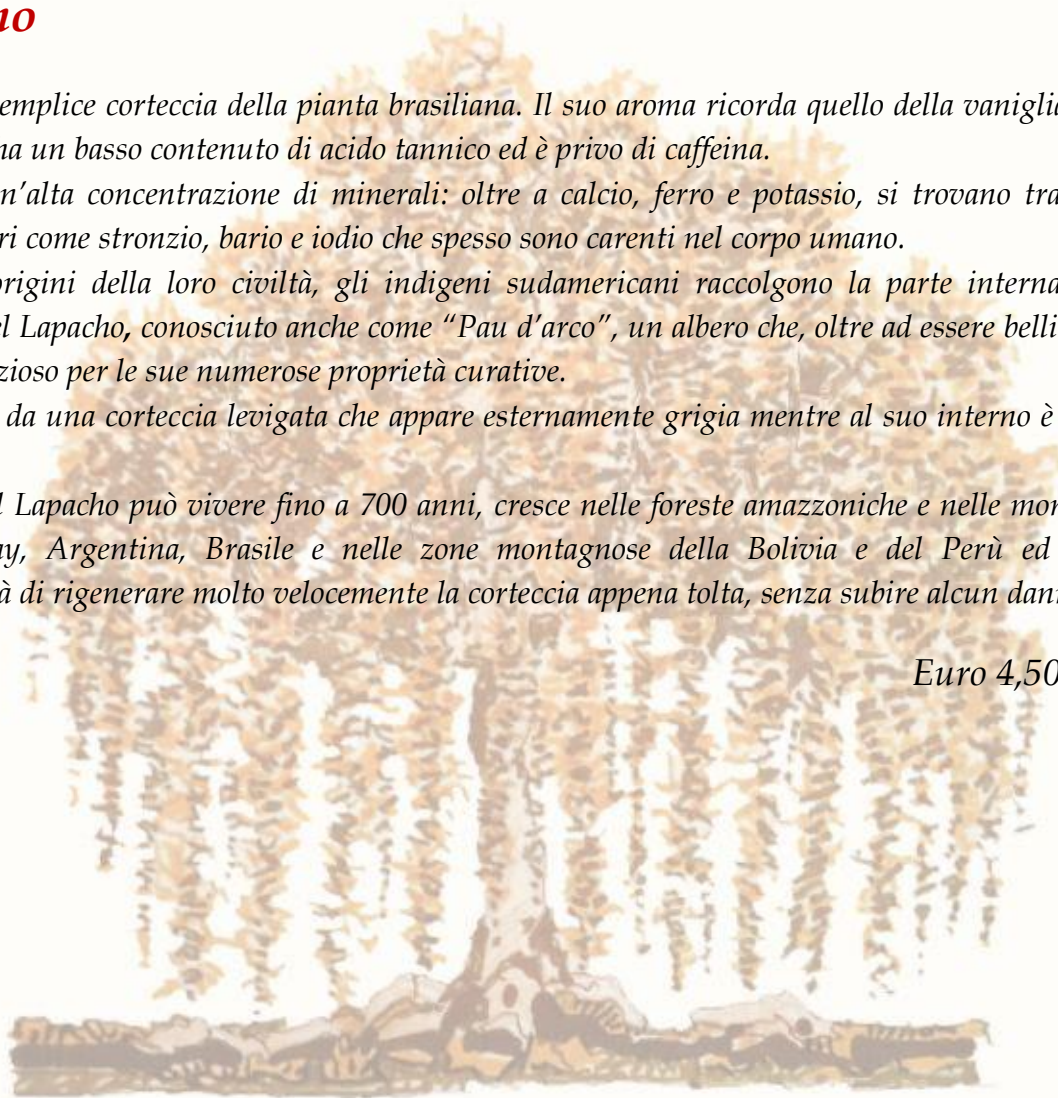 no
emplice corteccia della pianta brasiliana. Il suo aroma ricorda quello della vaniglia
na un basso contenuto di acido tannico ed è privo di caffeina.
n'alta concentrazione di minerali: oltre a calcio, ferro e potassio, si trovano tra
ri come stronzio, bario e iodio che spesso sono carenti nel corpo umano.
origini della loro civiltà, gli indigeni sudamericani raccolgono la parte interna
el Lapacho, conosciuto anche come “Pau d'arco”, un albero che, oltre ad essere belli
zioso per le sue numerose proprietà curative.
da una corteccia levigata che appare esternamente grigia mentre al suo interno è
l Lapacho può vivere fino a 700 anni, cresce nelle foreste amazzoniche e nelle mon
ay, Argentina, Brasile e nelle zone montagnose della Bolivia e del Perù ed
à di rigenerare molto velocemente la corteccia appena tolta, senza subire alcun dan
Euro 4,50